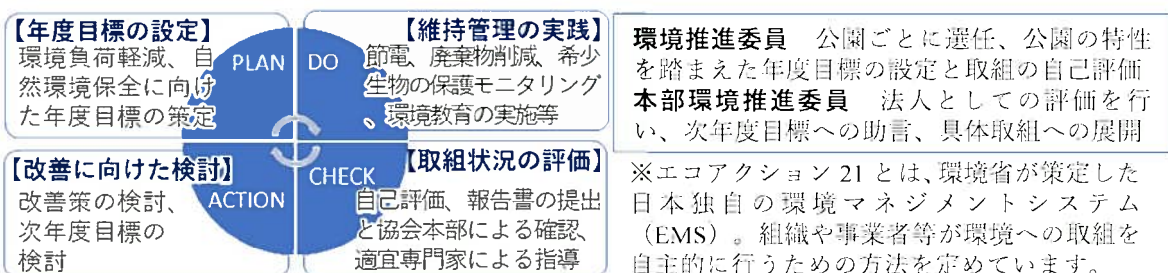 【年度目標の設定】
環境負荷軽減、自
然環境保全に向け
た年度目標の策定
PLAN
DO
【維持管理の実践】
節電、廃棄物削減、希少
生物の保護モニタリング
、環境教育の実施等
【改善に向けた検討】
改善策の検討、
次年度目標の
検討
ACTION
CHECK
【取組状況の評価】
自己評価、報告書の提出
と協会本部による確認、
適宜専門家による指導
環境推進委員　公園ごとに選任、公園の特性
を踏まえた年度目標の設定と取組の自己評価
本部環境推進委員　法人としての評価を行
い、次年度目標への助言、具体取組への展開
※エコアクション 21 とは、環境省が策定した
日本独自の環境マネジメントシステム
（EMS）。組織や事業者等が環境への取組を
自主的に行うための方法を定めています。